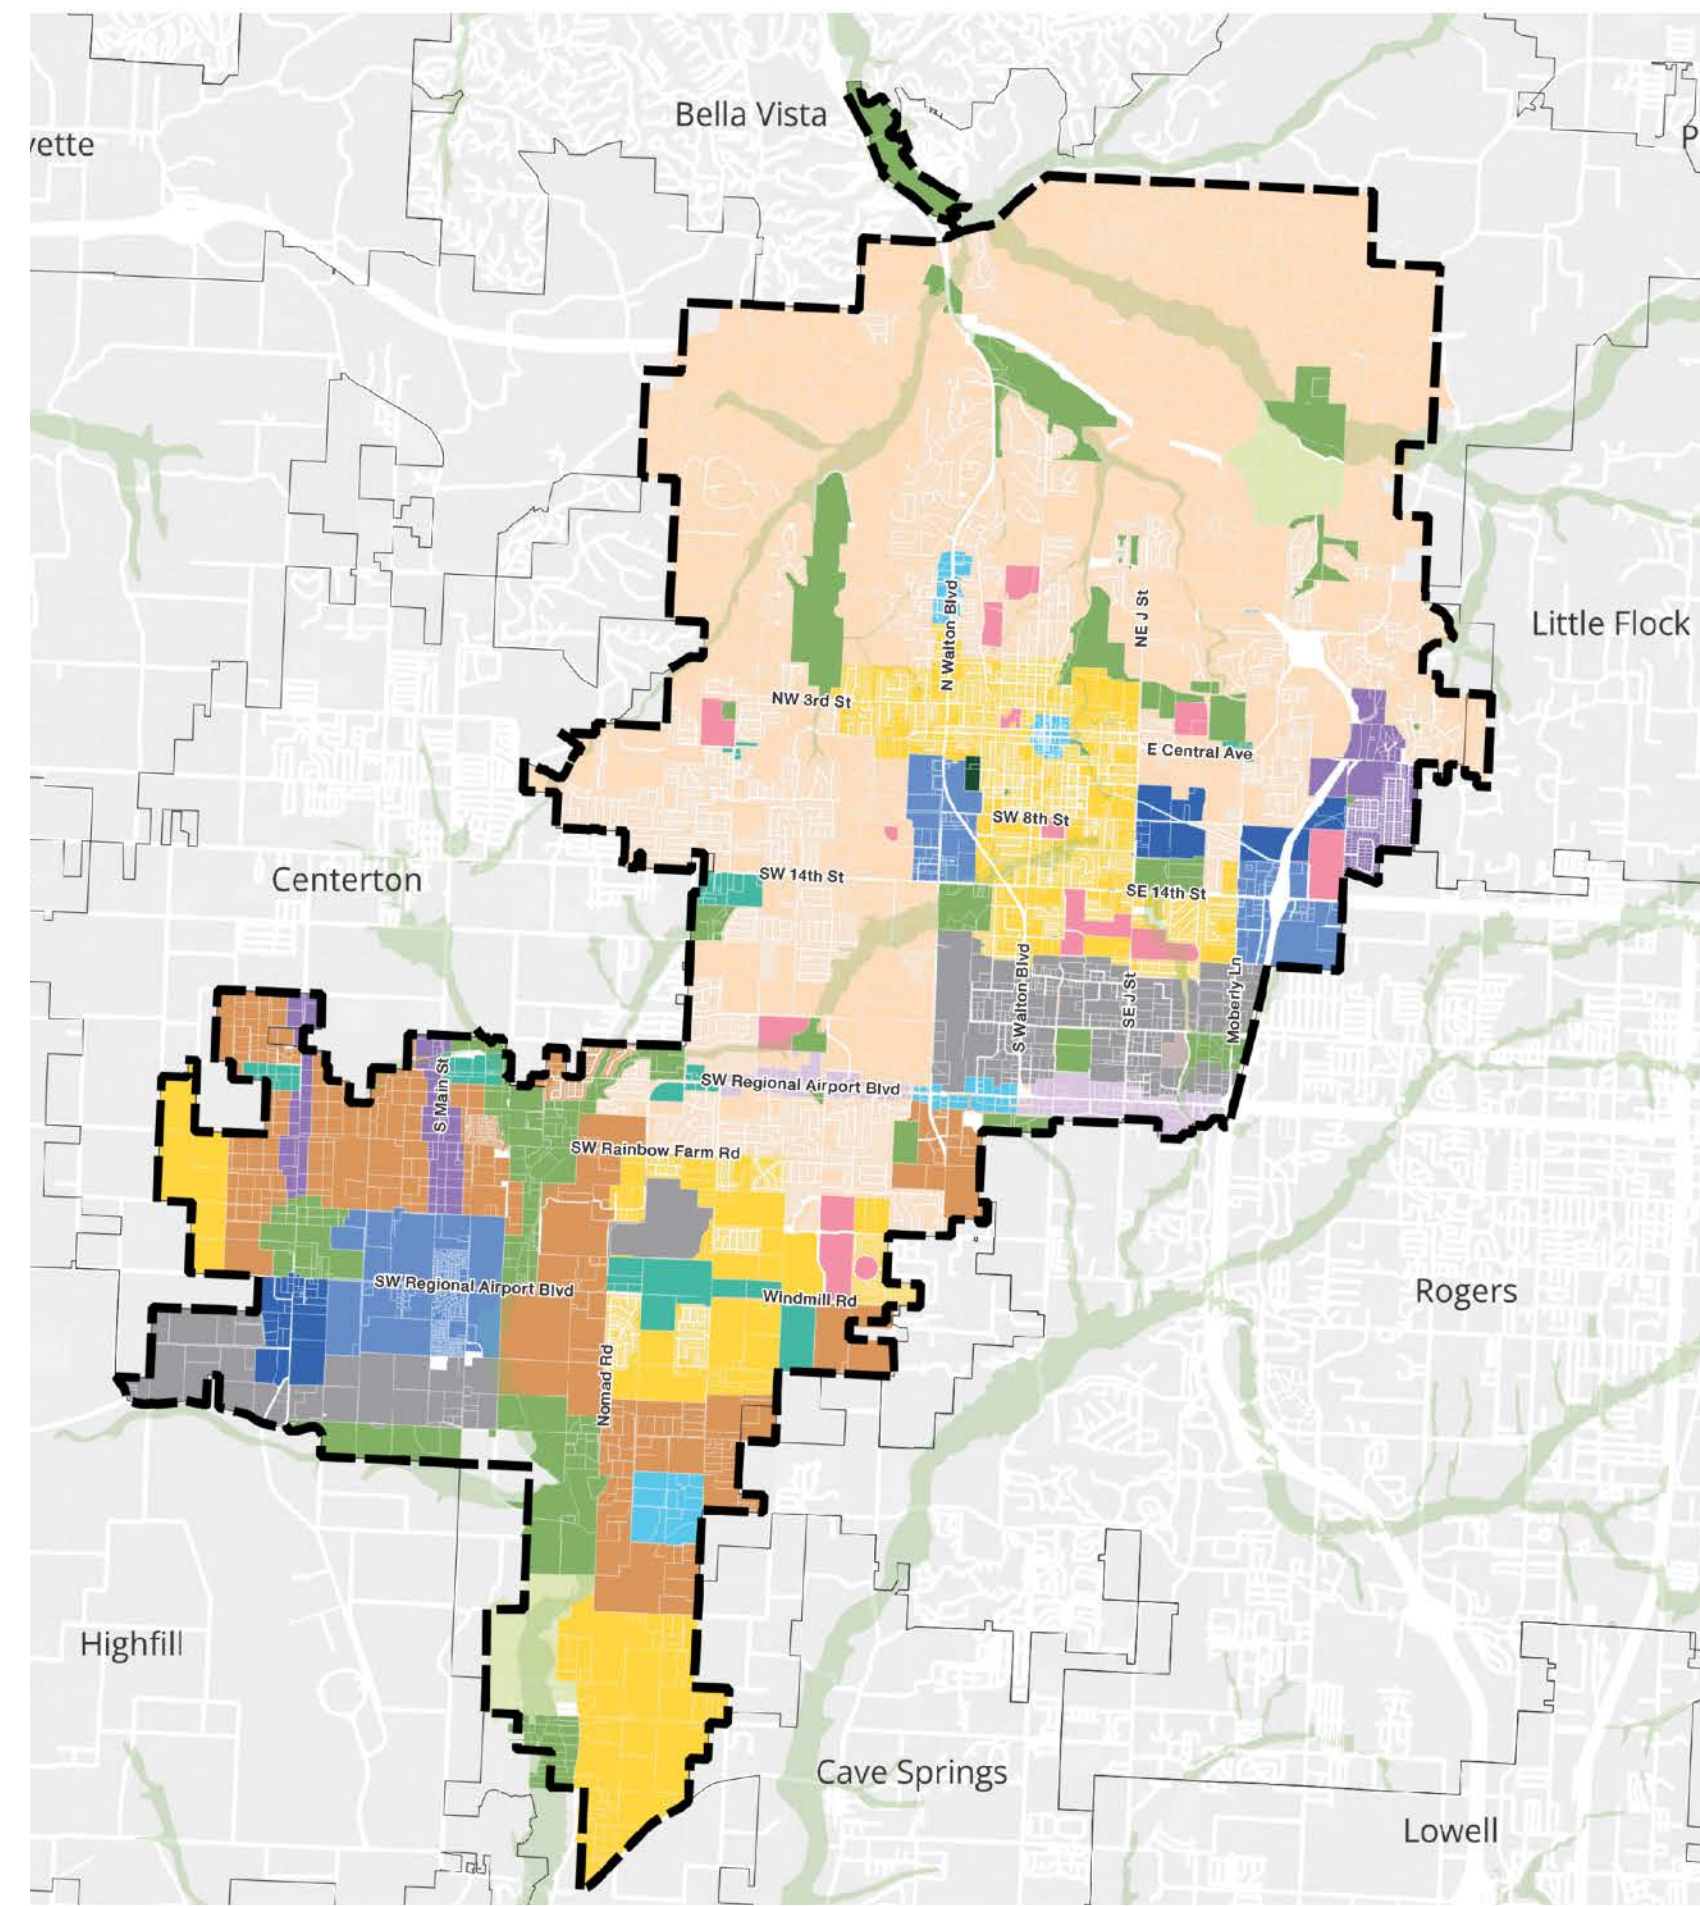 Bella Vista
yette
P
Little Flock
N Walton Blvd
NE J St
NW 3rd St
E Central Ave
SW 8th St
Centerton
SW 14th St
SE 14th St
S Walton Blvd
SE J St
Moberly Ln
S Main St
SW Regional Airport Blvd
SW Rainbow Farm Rd
SW Regional Airport Blvd
Windmill Rd
Rogers
Nomad Rd
Highfill
Cave Springs
Lowell